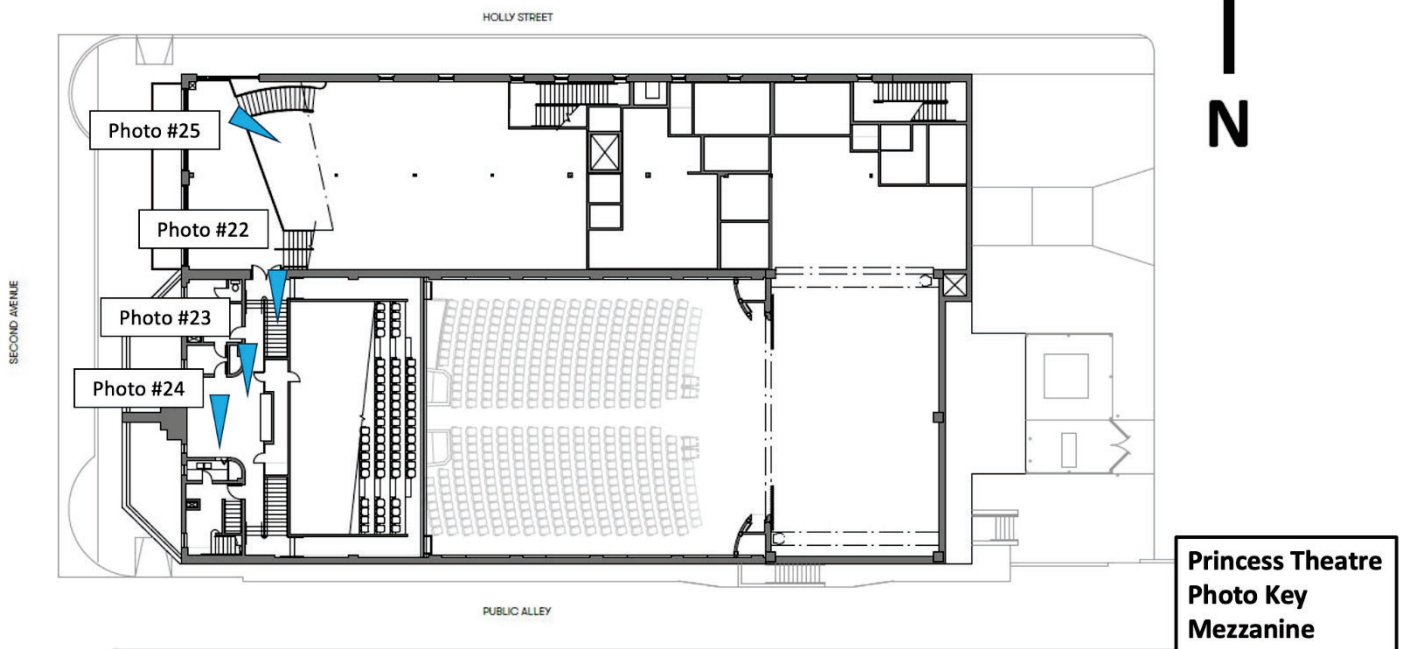 HOLLY STREET
N
Photo #25
Photo #22
SECOND AVENUE
Photo #23
Photo #24
PUBLIC ALLEY
Princess Theatre
Photo Key
Mezzanine